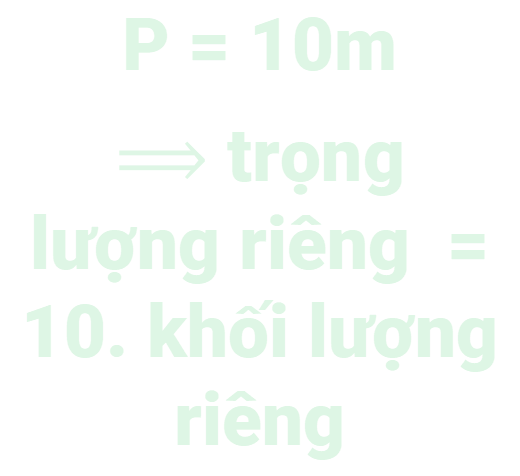 P = 10m
⟹ trọng
lượng riêng =
10. khối lượng
riêng